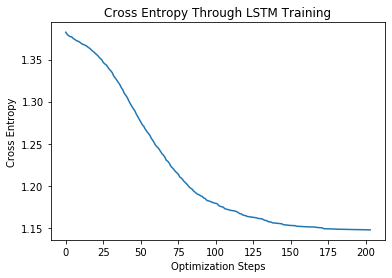 Cross Entropy Through LSTM Training
Cross Entropy
1.35
1.30
1.25
1.20
1.15
0 25 50 75 100 125 150 175 200
Optimization Steps